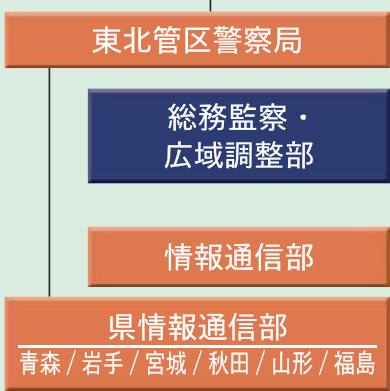 東北管区警察局
総務監察・
広域調整部
情報通信部
県情報通信部
青森 / 岩手 / 宮城 / 秋田 / 山形 / 福島